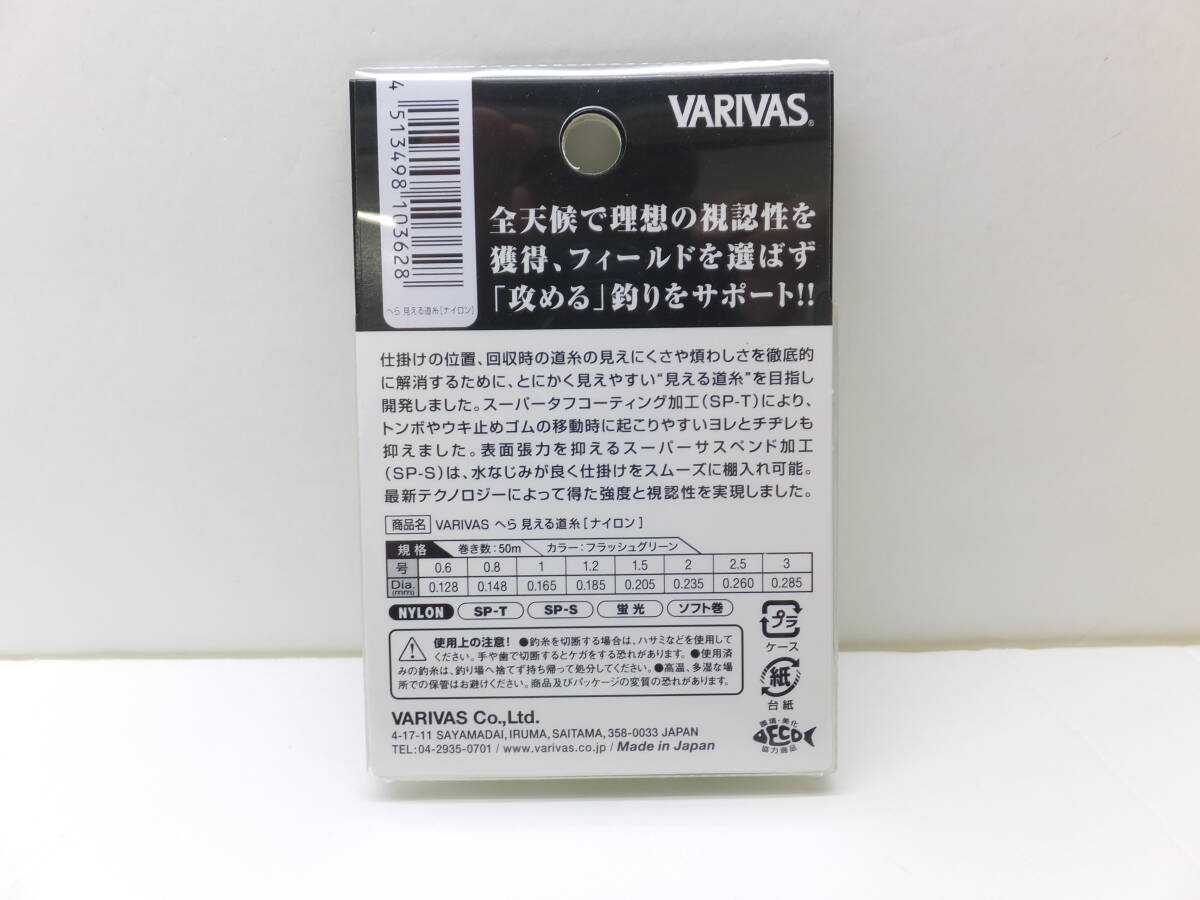 VARIVAS®
4 513498 103628
へら 見える道糸[ナイロン]
全天候で理想の視認性を
獲得、フィールドを選ばず
「攻める」釣りをサポート!!
仕掛けの位置、回収時の道糸の見えにくさや煩わしさを徹底的
に解消するために、とにかく見えやすい“見える道糸”を目指し
開発しました。スーパータフコーティング加工(SP-T)により、
トンボやウキ止めゴムの移動時に起こりやすいヨレとチヂレも
抑えました。表面張力を抑えるスーパーサスペンド加工
(SP-S)は、水なじみが良く仕掛けをスムーズに棚入れ可能。
最新テクノロジーによって得た強度と視認性を実現しました。
商品名 VARIVAS へら 見える道糸[ナイロン]
規格 巻き数:50m カラー:フラッシュグリーン
号 0.6 0.8 1 1.2 1.5 2 2.5 3
Dia.(mm) 0.128 0.148 0.165 0.185 0.205 0.235 0.260 0.285
NYLON SP-T SP-S 蛍光 ソフト巻
プラ
ケース
使用上の注意! ●釣糸を切断する場合は、ハサミなどを使用して
ください。手や歯で切断するとケガをする恐れがあります。●使用済
みの釣糸は、釣り場へ捨てず持ち帰って処分してください。●高温、多湿な場
所での保管はお避けください。商品及びパッケージの変質の恐れがあります。
紙
台紙
VARIVAS Co.,Ltd.
4-17-11 SAYAMADAI, IRUMA, SAITAMA, 358-0033 JAPAN
TEL:04-2935-0701 / www.varivas.co.jp / Made in Japan
環境・美化
ECO
協力商品